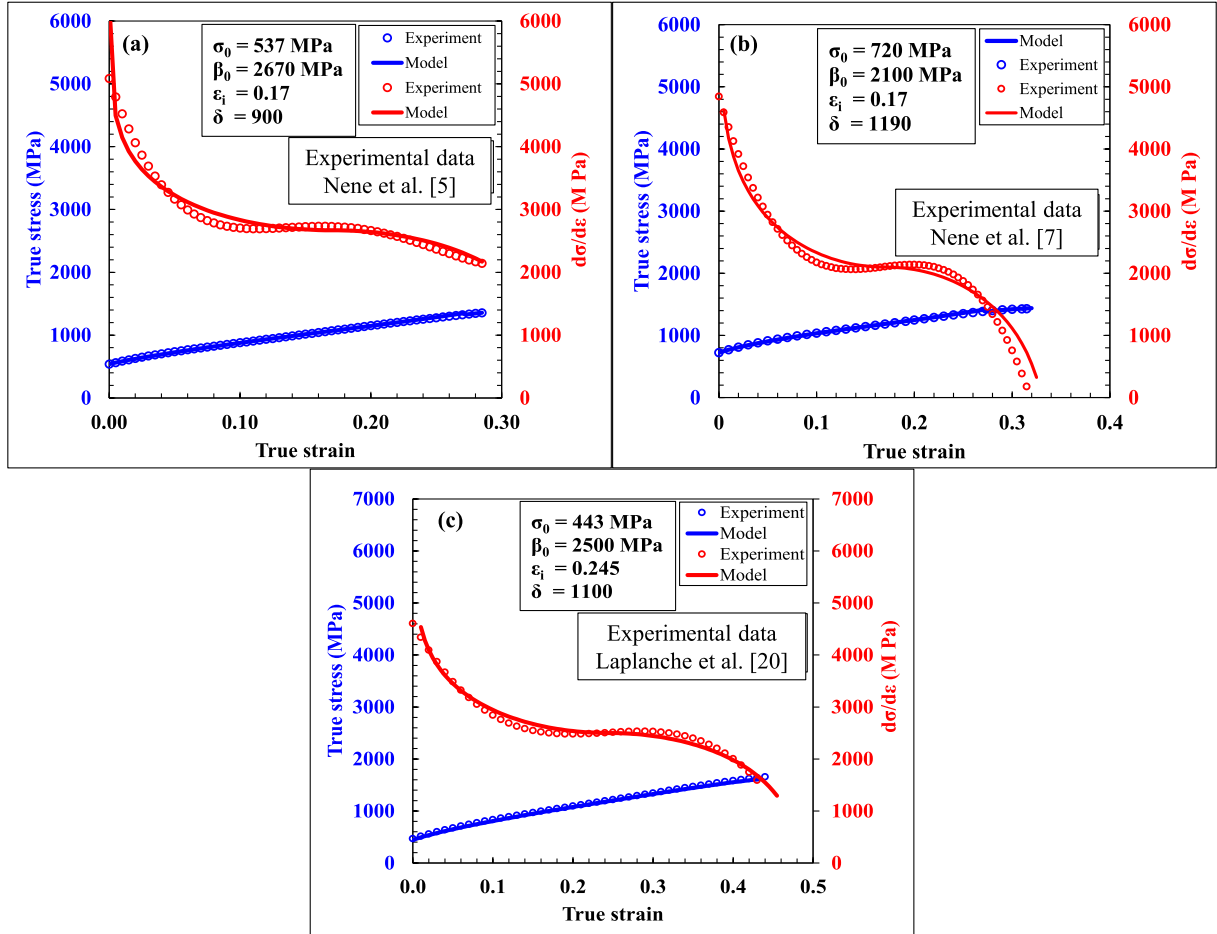 (a)
σ0 = 537 MPa
β0 = 2670 MPa
εi = 0.17
δ = 900
Experiment
Model
Experiment
Model
Experimental data
Nene et al. [5]
True stress (MPa)
6000
5000
4000
3000
2000
1000
0
dσ/dε (M Pa)
6000
5000
4000
3000
2000
1000
0
0.00
0.10
0.20
0.30
True strain
(b)
σ0 = 720 MPa
β0 = 2100 MPa
εi = 0.17
δ = 1190
Model
Experiment
Experiment
Model
Experimental data
Nene et al. [7]
True stress (MPa)
6000
5000
4000
3000
2000
1000
0
dσ/dε (M Pa)
6000
5000
4000
3000
2000
1000
0
0
0.1
0.2
0.3
0.4
True strain
(c)
σ0 = 443 MPa
β0 = 2500 MPa
εi = 0.245
δ = 1100
Experiment
Model
Experiment
Model
Experimental data
Laplanche et al. [20]
True stress (MPa)
7000
6000
5000
4000
3000
2000
1000
0
dσ/dε (M Pa)
7000
6000
5000
4000
3000
2000
1000
0
0.0
0.1
0.2
0.3
0.4
0.5
True strain